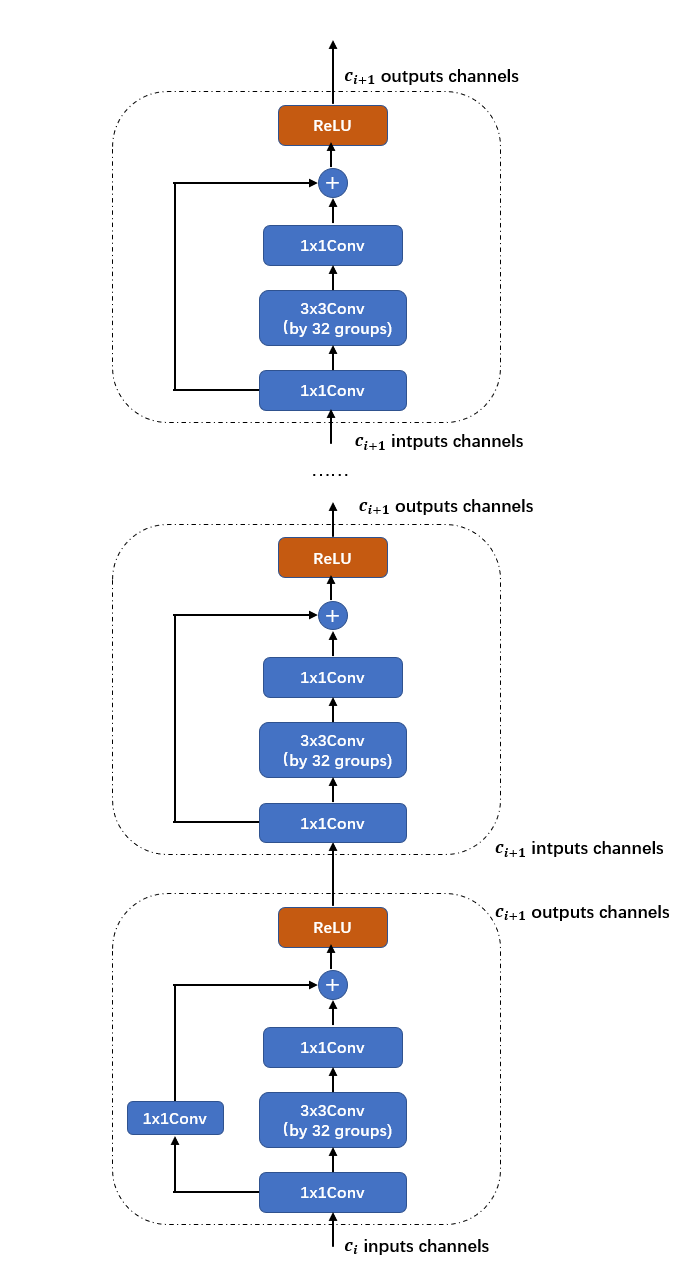 c_{i+1} outputs channels
ReLU
+
1x1Conv
3x3Conv
(by 32 groups)
1x1Conv
c_{i+1} intputs channels
......
c_{i+1} outputs channels
ReLU
+
1x1Conv
3x3Conv
(by 32 groups)
1x1Conv
c_{i+1} intputs channels
c_{i+1} outputs channels
ReLU
+
1x1Conv
1x1Conv
3x3Conv
(by 32 groups)
1x1Conv
c_i inputs channels